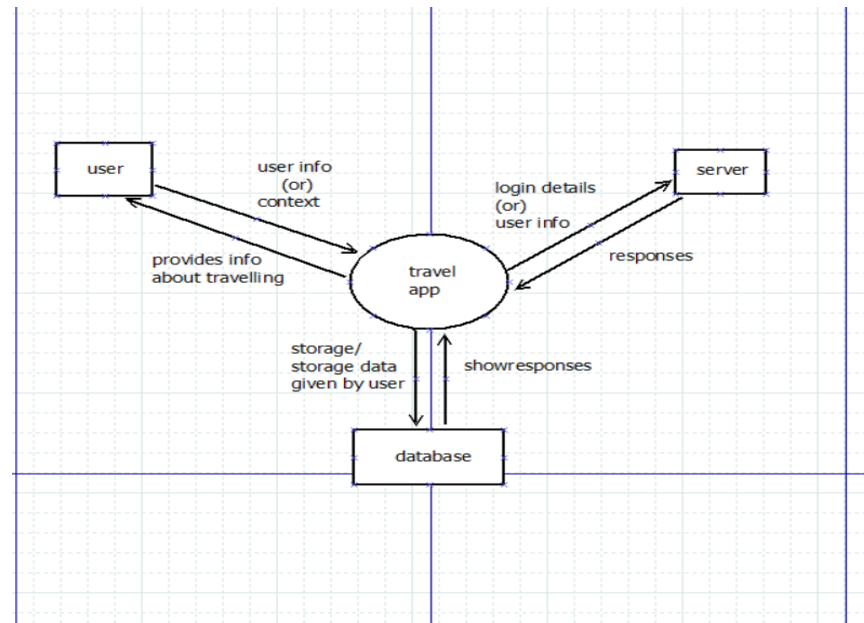 user
user info
(or)
context
provides info
about travelling
server
login details
(or)
user info
responses
travel
app
storage/
storage data
given by user
showresponses
database